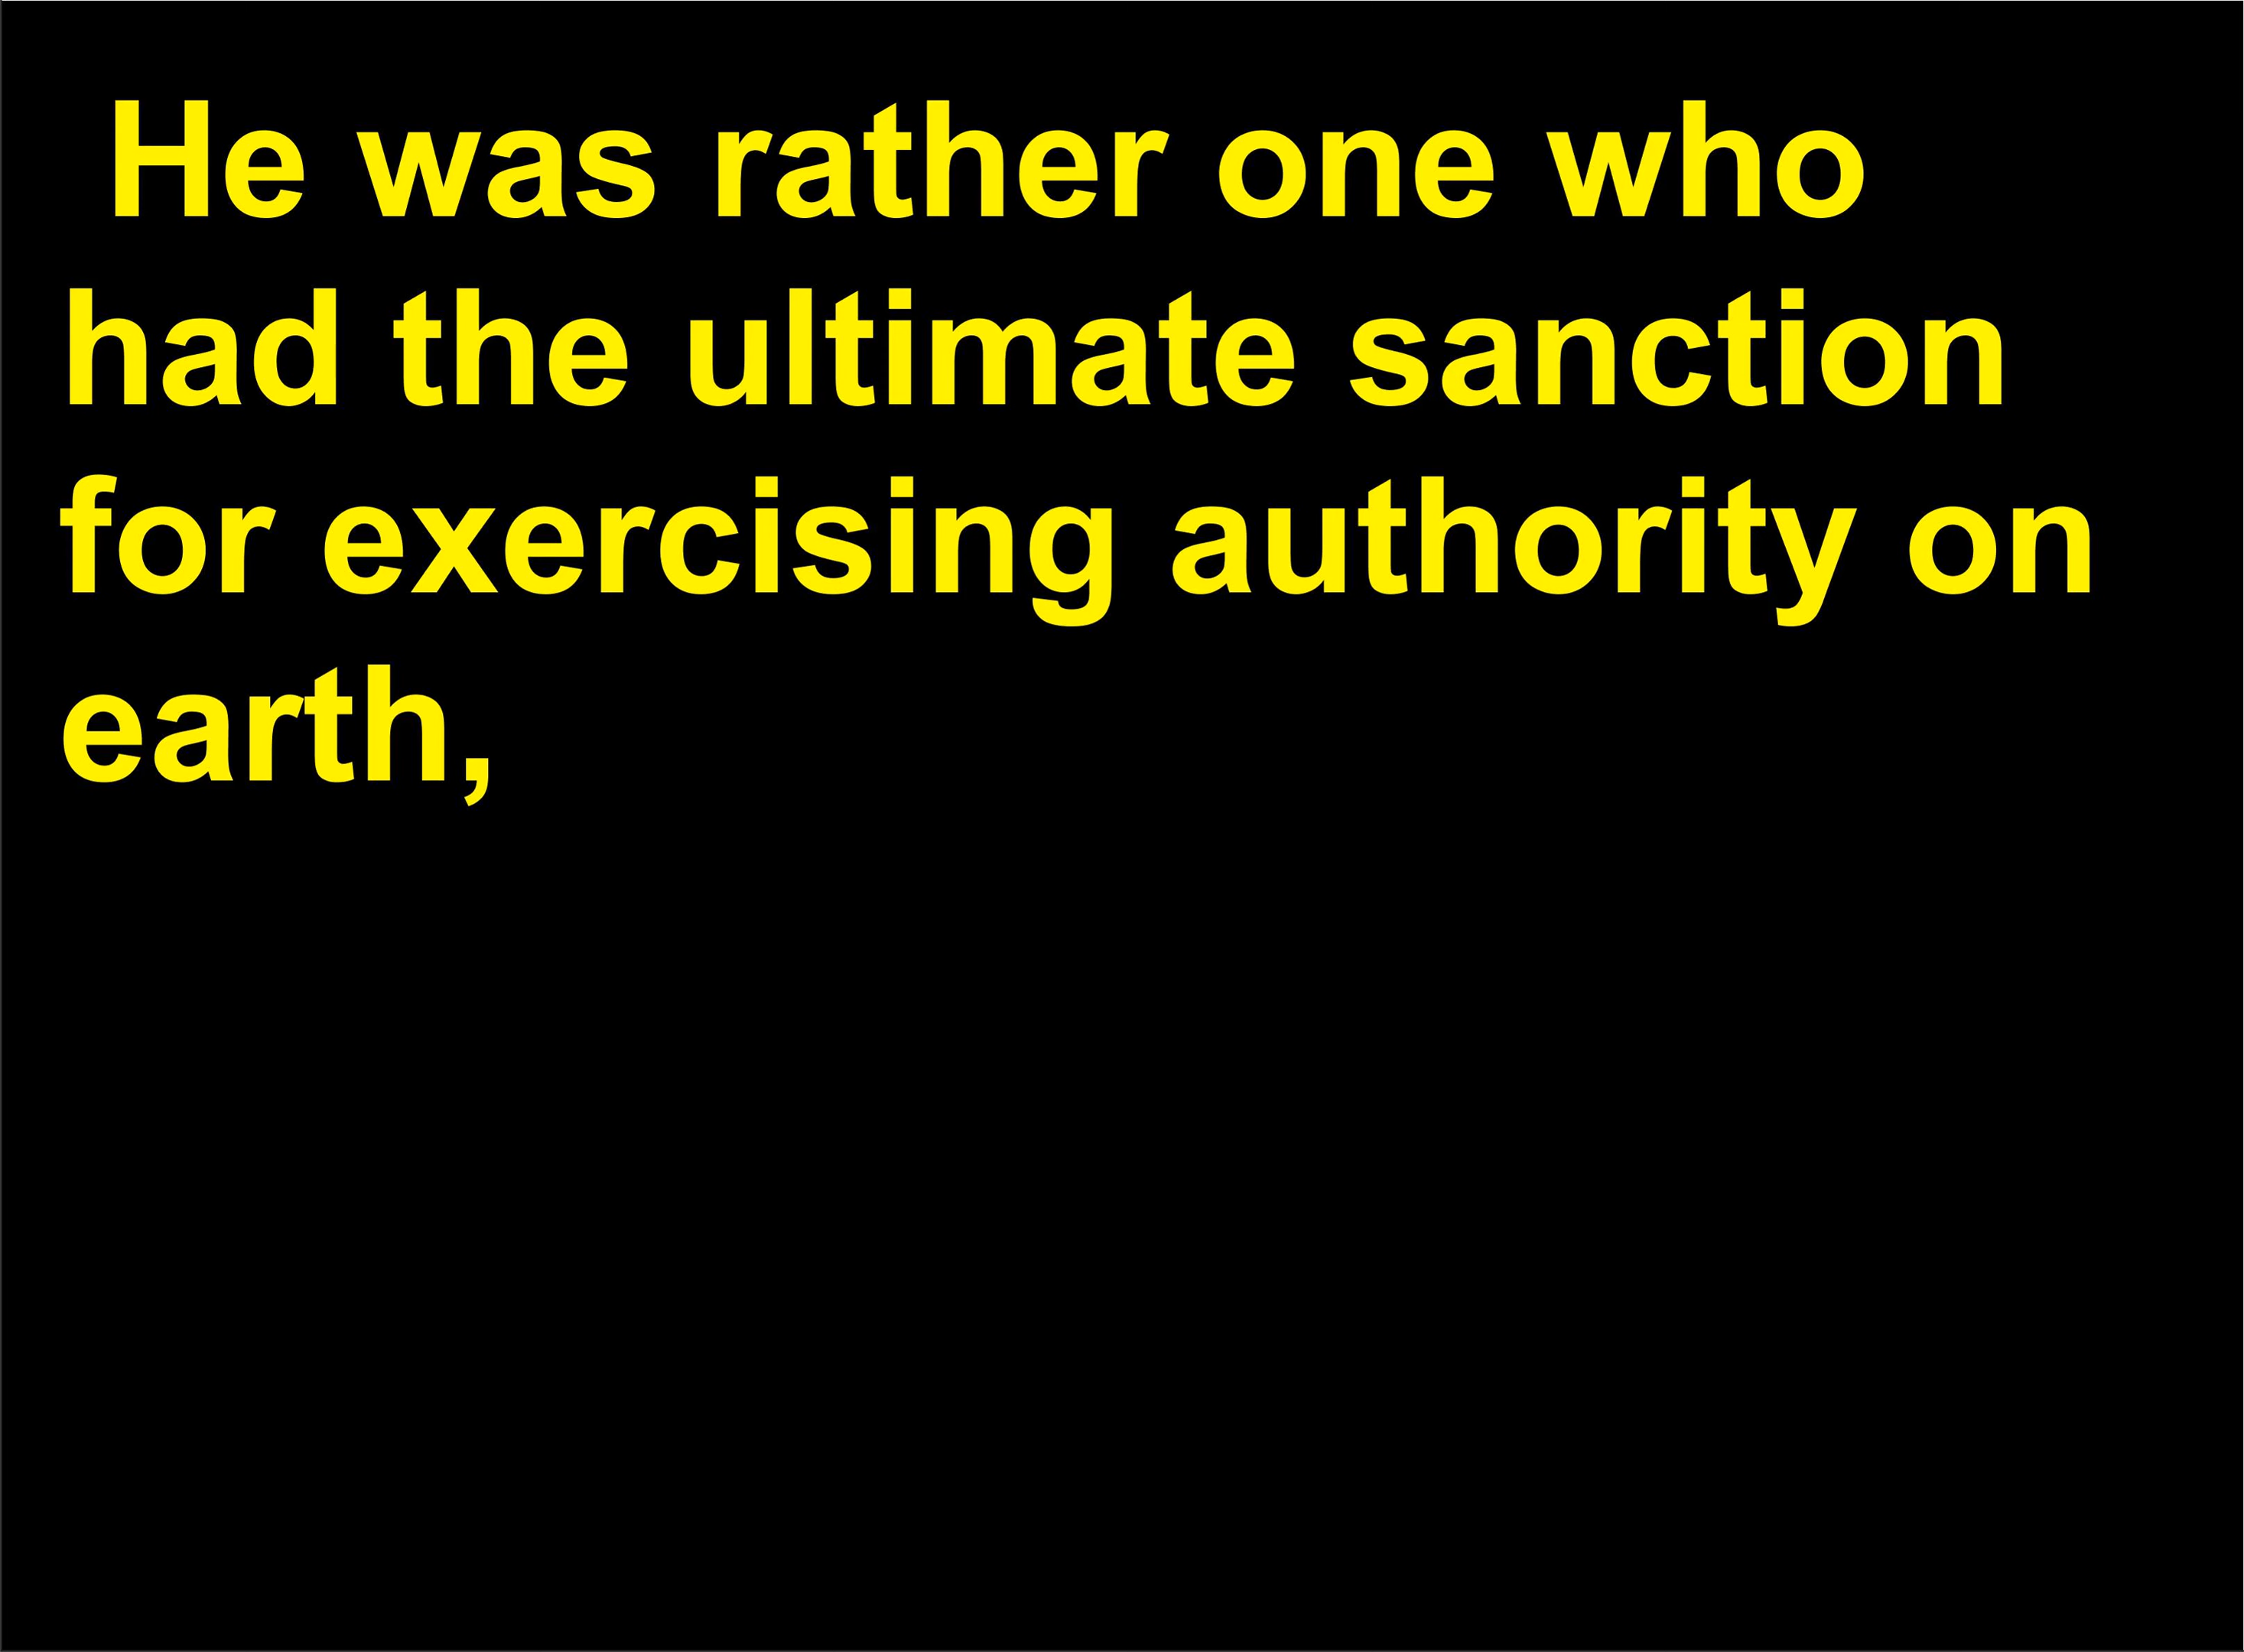 He was rather one who
had the ultimate sanction
for exercising authority on
earth,